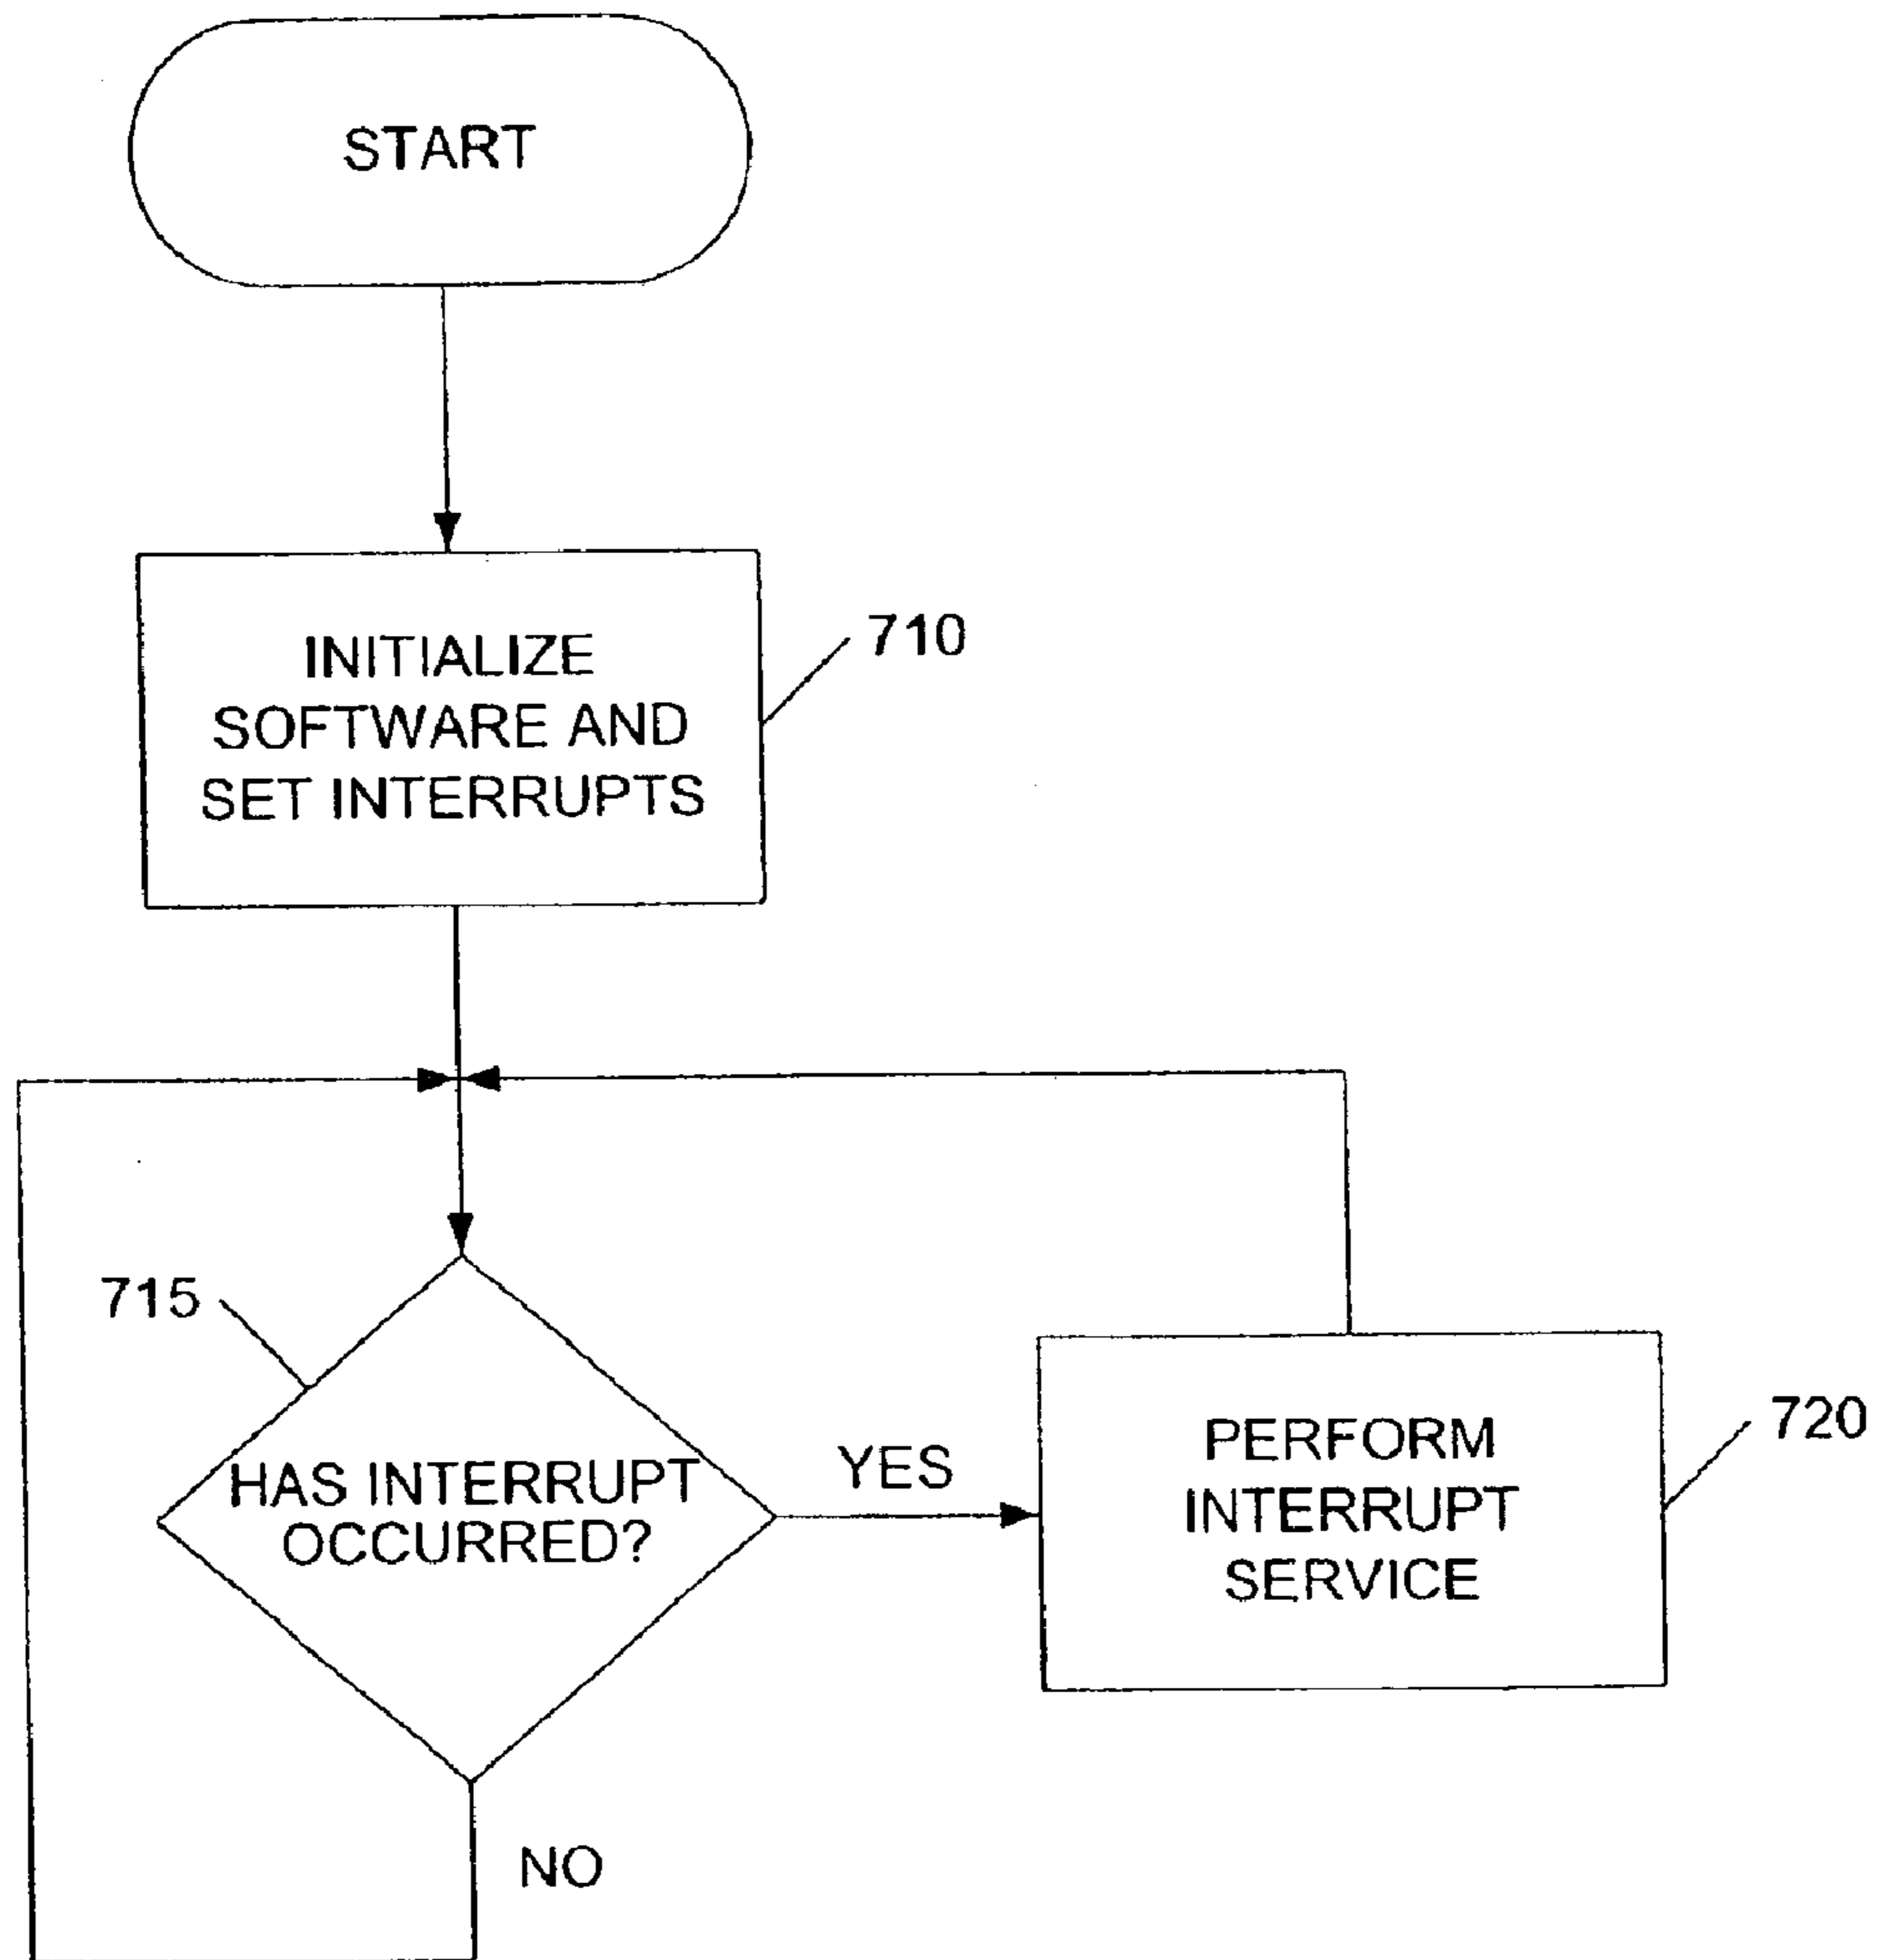 START
INITIALIZE
SOFTWARE AND
SET INTERRUPTS
710
715
HAS INTERRUPT
OCCURRED?
YES
PERFORM
INTERRUPT
SERVICE
720
NO